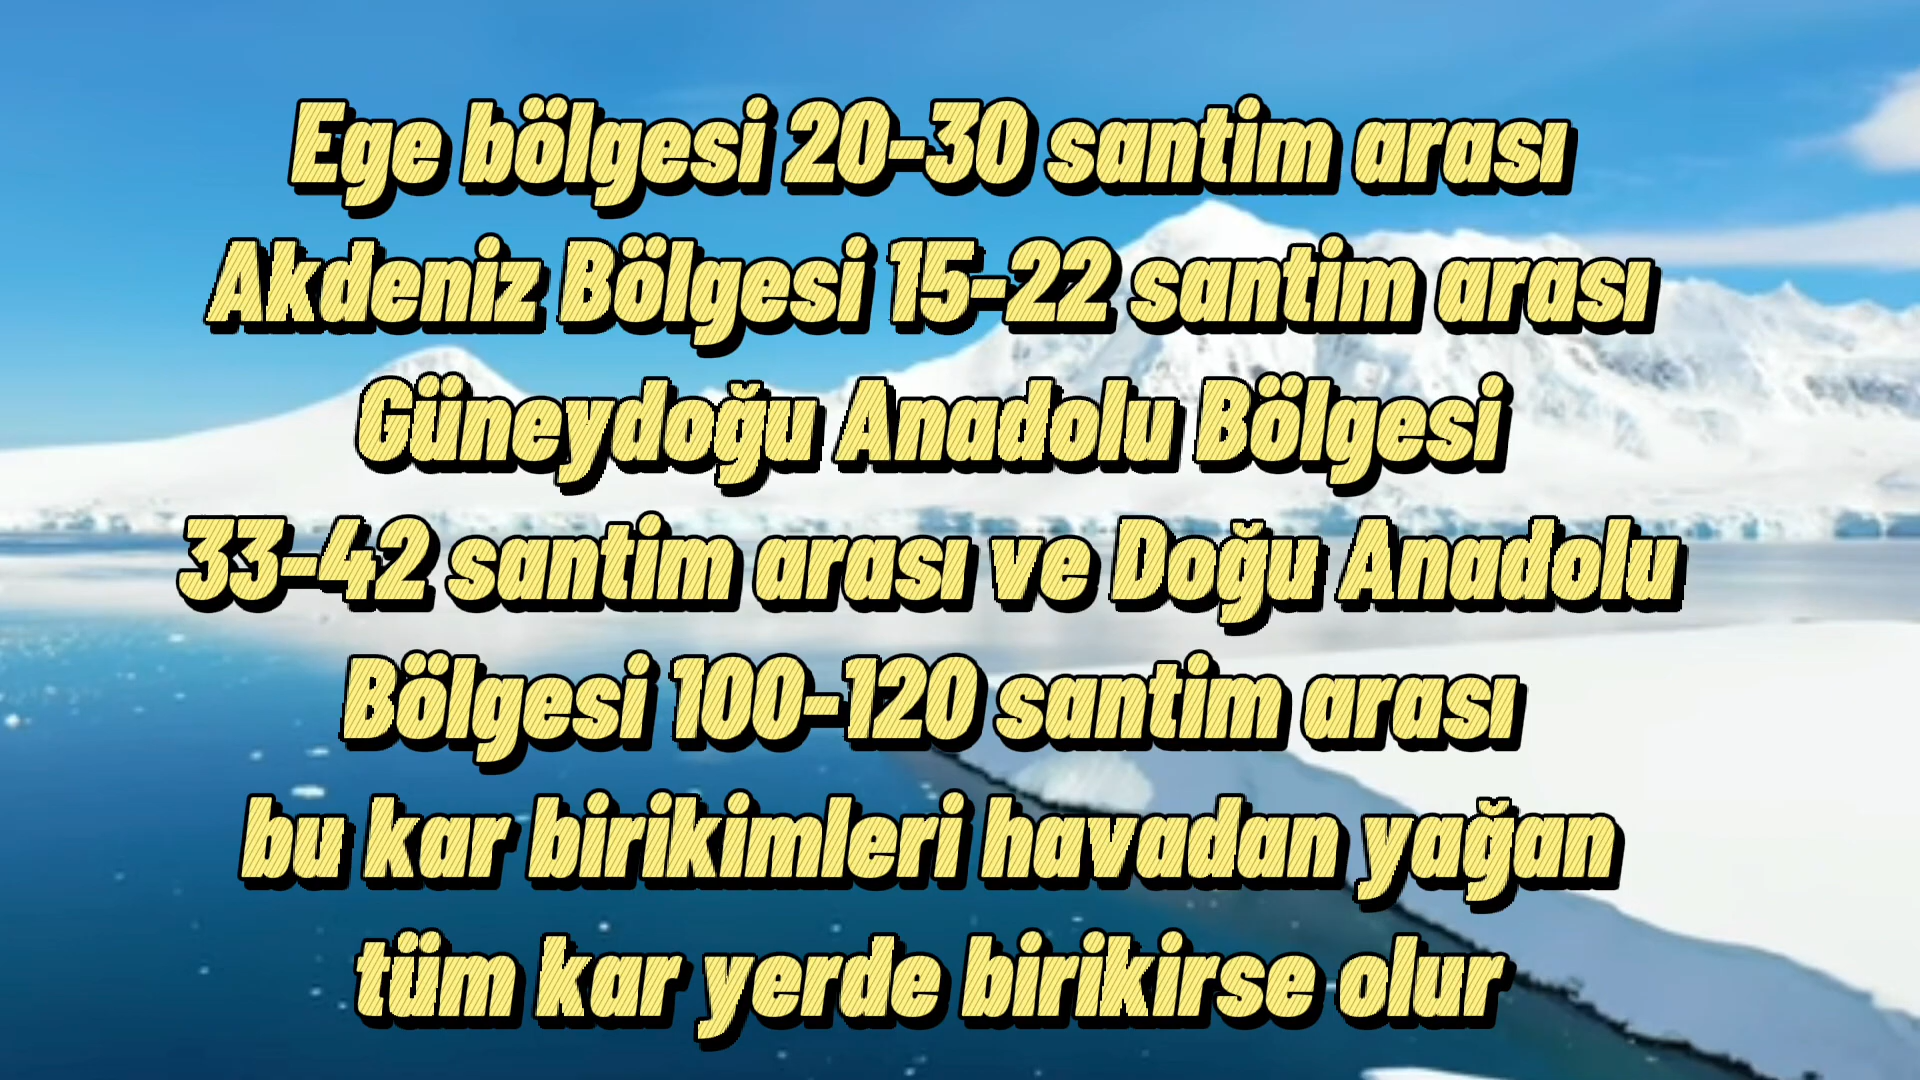 Ege bölgesi 20-30 santim arası
Akdeniz Bölgesi 15-22 santim arası
Güneydoğu Anadolu Bölgesi
33-42 santim arası ve Doğu Anadolu
Bölgesi 100-120 santim arası
bu kar birikimleri havadan yağan
tüm kar yerde birikirse olur